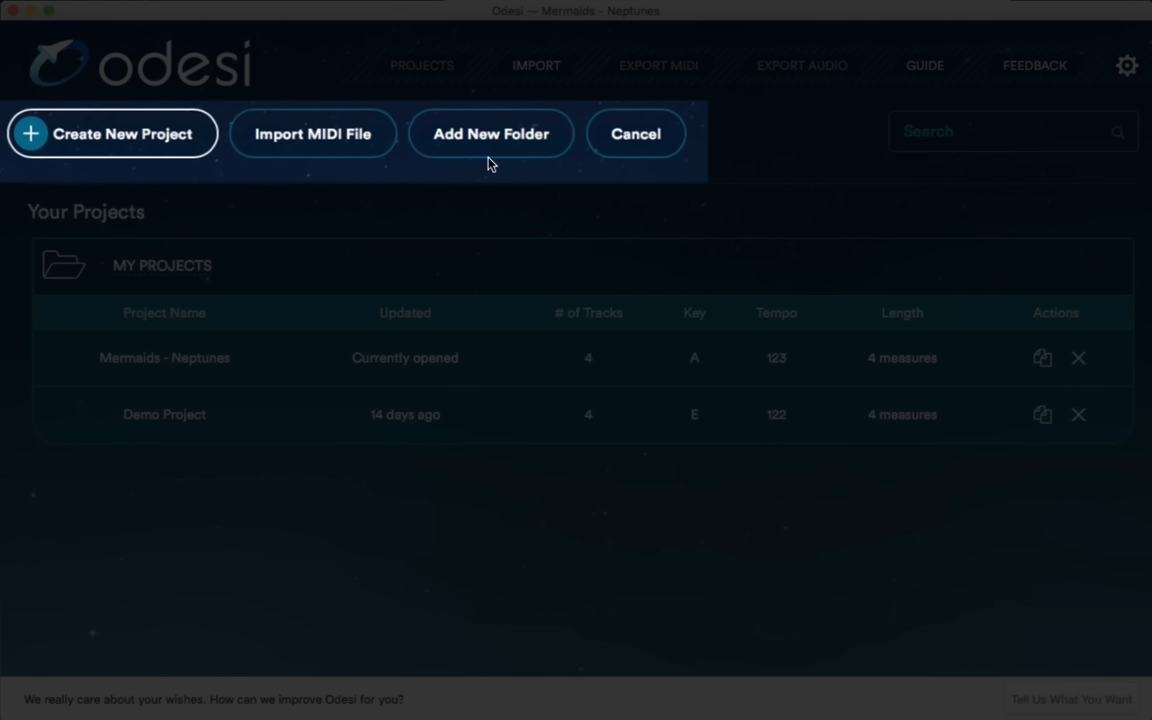 Odesi — Mermaids - Neptunes
odesi
PROJECTS IMPORT EXPORT MIDI EXPORT AUDIO GUIDE FEEDBACK
+ Create New Project Import MIDI File Add New Folder Cancel Search
Your Projects
MY PROJECTS
Project Name Updated # of Tracks Key Tempo Length Actions
Mermaids - Neptunes Currently opened 4 A 123 4 measures
Demo Project 14 days ago 4 E 122 4 measures
We really care about your wishes. How can we improve Odesi for you? Tell Us What You Want